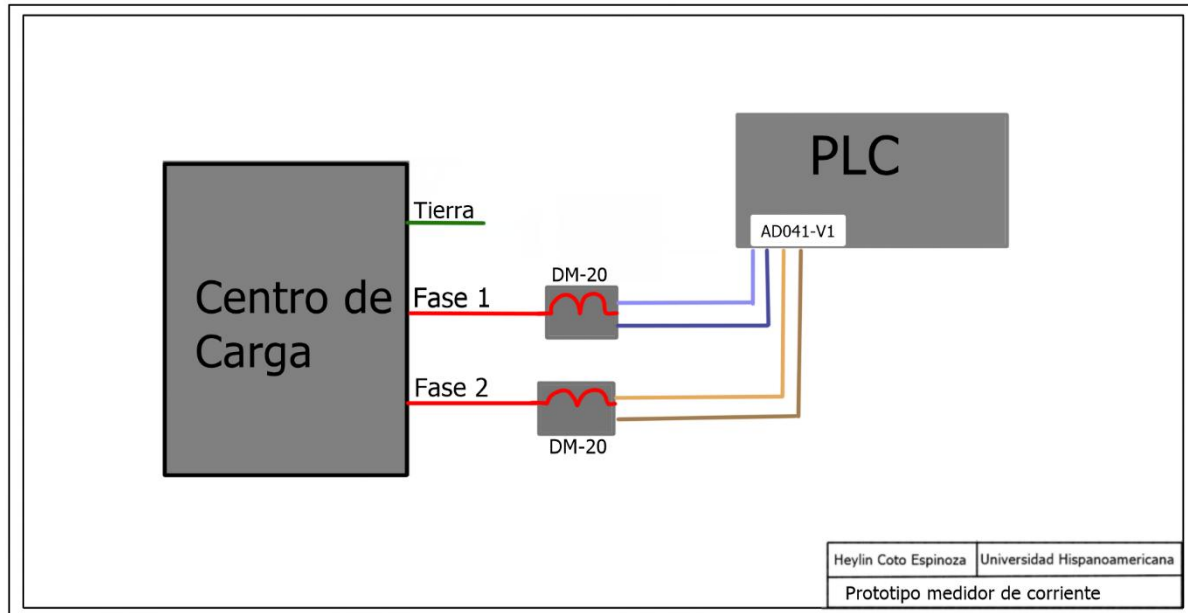 PLC
AD041-V1
Tierra
DM-20
Centro de
Carga
Fase 1
Fase 2
DM-20
Heylin Coto Espinoza
Universidad Hispanoamericana
Prototipo medidor de corriente